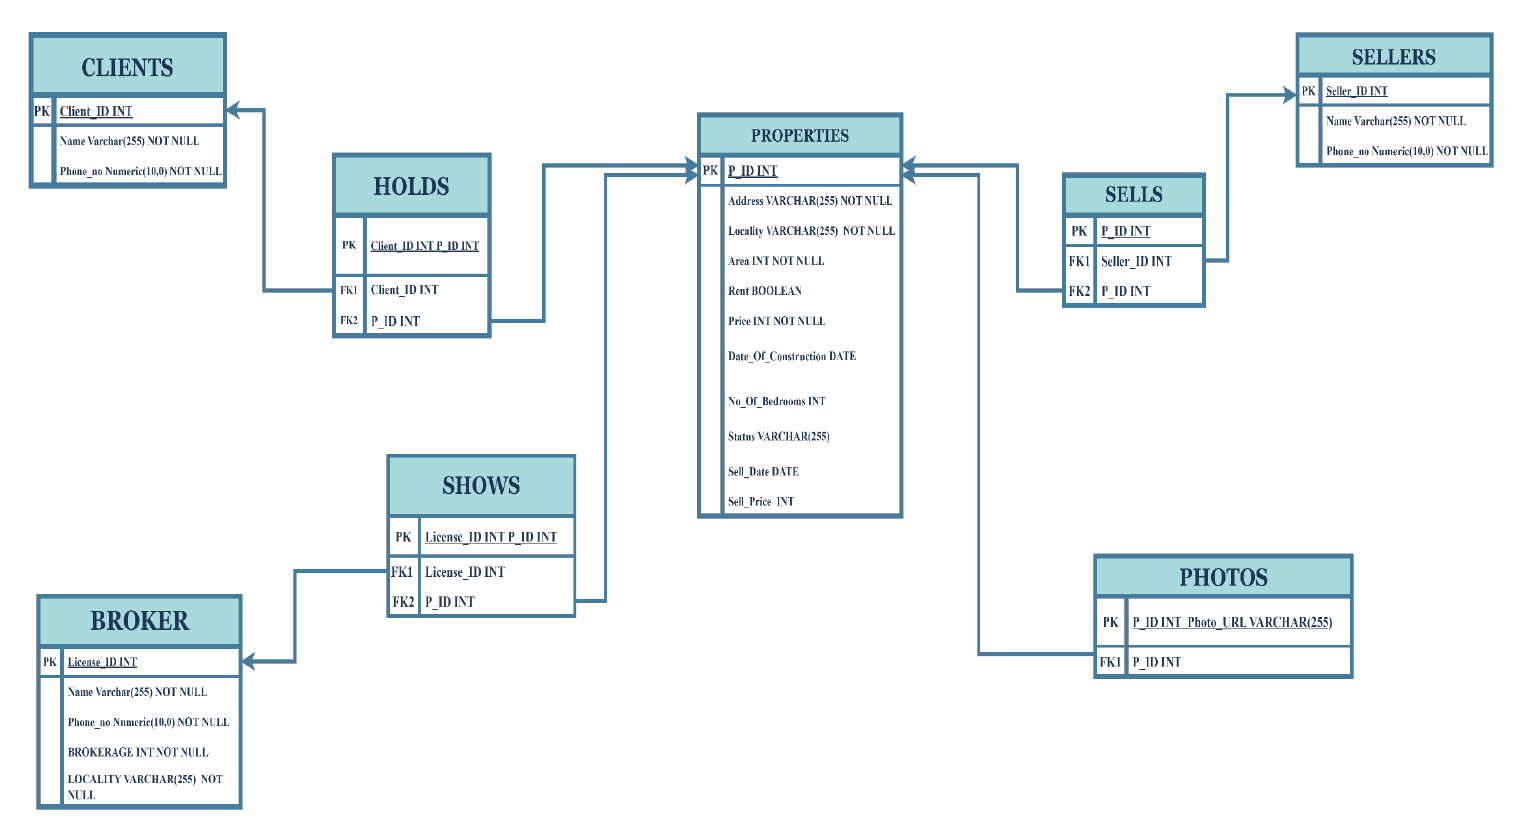 CLIENTS
PK Client_ID INT
Name Varchar(255) NOT NULL
Phone_no Numeric(10,0) NOT NULL
HOLDS
PK Client_ID INT P_ID INT
FK1 Client_ID INT
FK2 P_ID INT
SHOWS
PK License_ID INT P_ID INT
FK1 License_ID INT
FK2 P_ID INT
BROKER
PK License_ID INT
Name Varchar(255) NOT NULL
Phone_no Numeric(10,0) NOT NULL
BROKERAGE INT NOT NULL
LOCALITY VARCHAR(255) NOT
NULL
PROPERTIES
PK P_ID INT
Address VARCHAR(255) NOT NULL
Locality VARCHAR(255) NOT NULL
Area INT NOT NULL
Rent BOOLEAN
Price INT NOT NULL
Date_Of_Construction DATE
No_Of_Bedrooms INT
Status VARCHAR(255)
Sell_Date DATE
Sell_Price INT
SELLERS
PK Seller_ID INT
Name Varchar(255) NOT NULL
Phone_no Numeric(10,0) NOT NULL
SELLS
PK P_ID INT
FK1 Seller_ID INT
FK2 P_ID INT
PHOTOS
PK P_ID INT Photo_URL VARCHAR(255)
FK1 P_ID INT